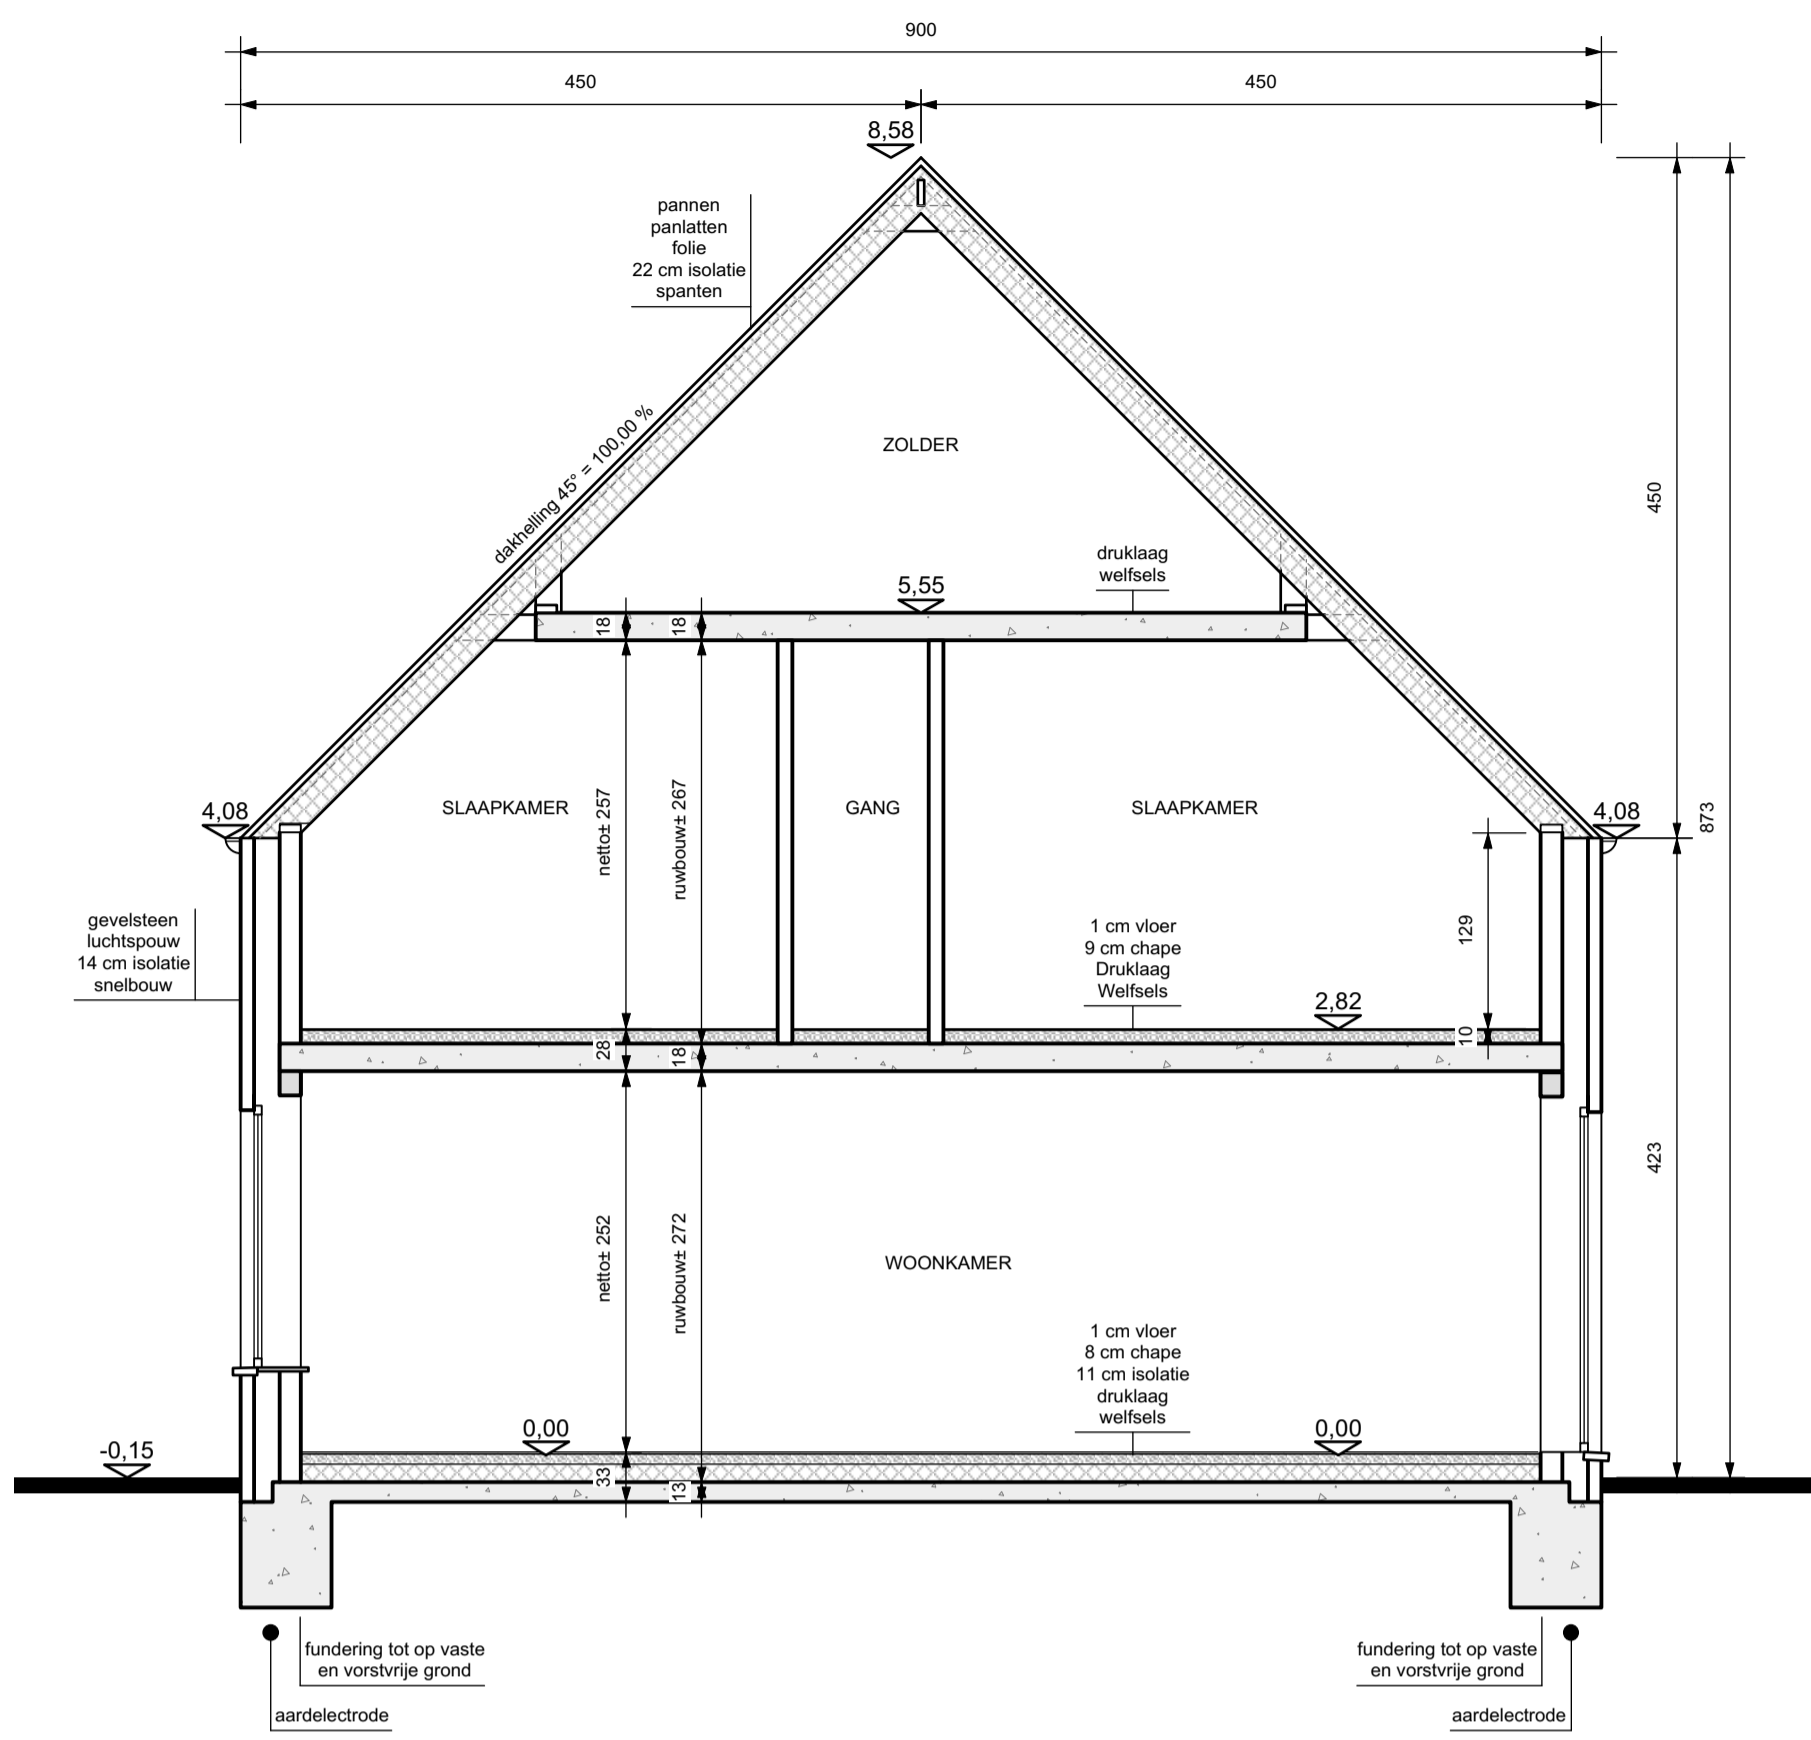 900
450
450
8,58
pannen
panlatten
folie
22 cm isolatie
spanten
dakhelling 45° = 100,00 %
ZOLDER
450
druklaag
welfsels
5,55
18
18
4,08
SLAAPKAMER
netto± 257
ruwbouw± 267
GANG
SLAAPKAMER
4,08
873
gevelsteen
luchtspouw
14 cm isolatie
snelbouw
1 cm vloer
9 cm chape
Druklaag
Welfsels
129
2,82
10
28
18
423
netto± 252
ruwbouw± 272
WOONKAMER
1 cm vloer
8 cm chape
11 cm isolatie
druklaag
welfsels
0,00
0,00
-0,15
33
13
fundering tot op vaste
en vorstvrije grond
fundering tot op vaste
en vorstvrije grond
aardelectrode
aardelectrode